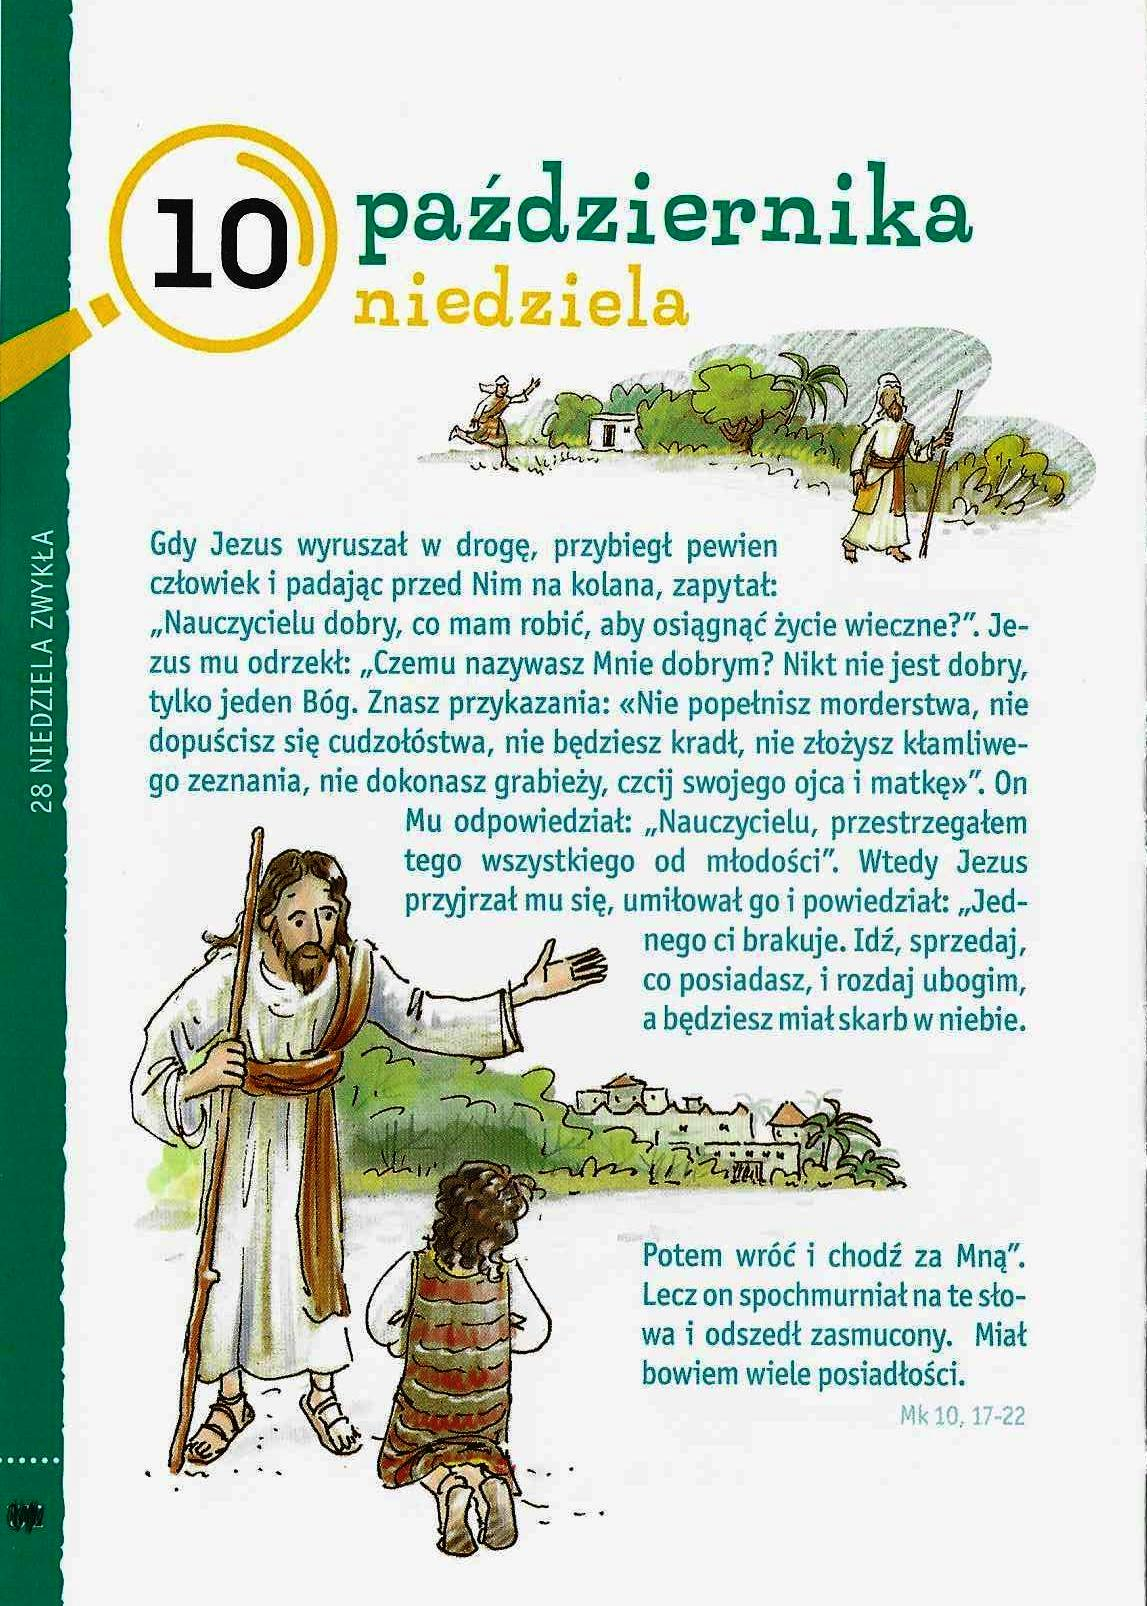 10 października
niedziela
28 NIEDZIELA ZWYKŁA
Gdy Jezus wyruszał w drogę, przybiegł pewien
człowiek i padając przed Nim na kolana, zapytał:
„Nauczycielu dobry, co mam robić, aby osiągnąć życie wieczne?”. Je-
zus mu odrzekł: „Czemu nazywasz Mnie dobrym? Nikt nie jest dobry,
tylko jeden Bóg. Znasz przykazania: «Nie popełnisz morderstwa, nie
dopuścisz się cudzołóstwa, nie będziesz kradł, nie złożysz kłamliwe-
go zeznania, nie dokonasz grabieży, czcij swojego ojca i matkę»”. On
Mu odpowiedział: „Nauczycielu, przestrzegałem
tego wszystkiego od młodości”. Wtedy Jezus
przyjrzał mu się, umiłował go i powiedział: „Jed-
nego ci brakuje. Idź, sprzedaj,
co posiadasz, i rozdaj ubogim,
a będziesz miał skarb w niebie.
Potem wróć i chodź za Mną”.
Lecz on spochmurniał na te sło-
wa i odszedł zasmucony. Miał
bowiem wiele posiadłości.
Mk 10, 17-22